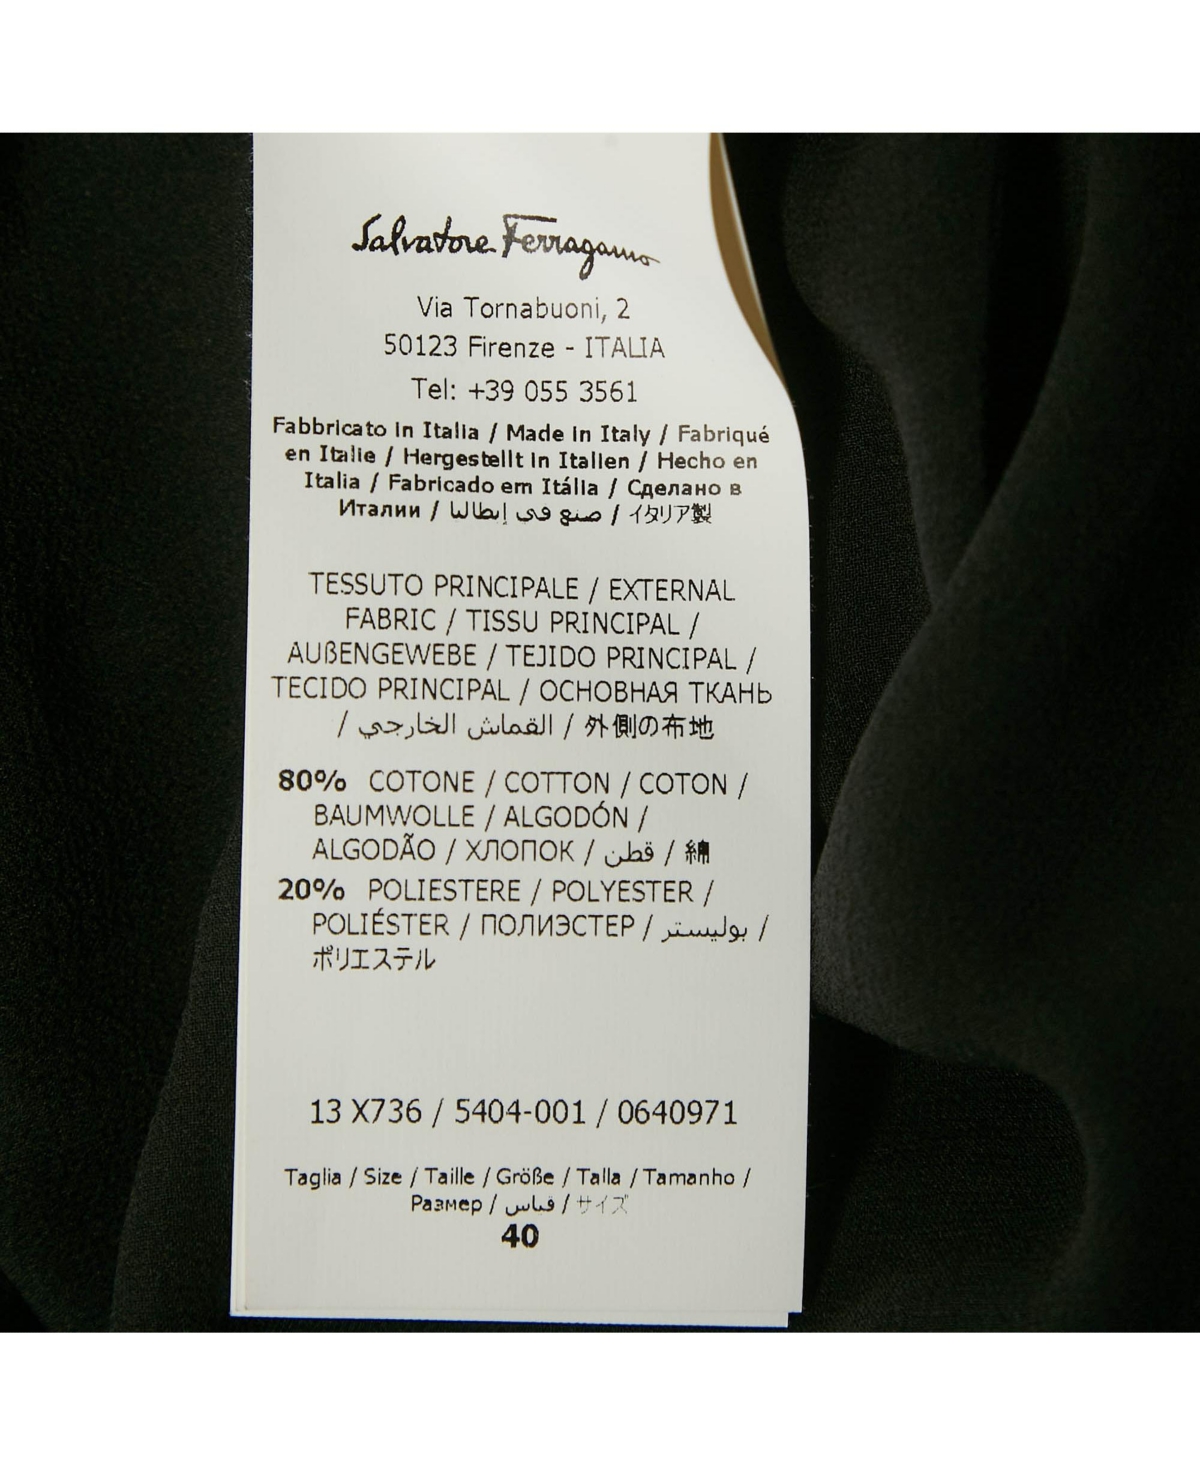 Salvatore Ferragamo
Via Tornabuoni, 2
50123 Firenze - ITALIA
Tel: +39 055 3561
Fabbricato in Italia / Made in Italy / Fabriqué
en Italie / Hergestellt in Italien / Hecho en
Italia / Fabricado em Itália / Сделано в
Италии / صنع في إيطاليا / イタリア製
TESSUTO PRINCIPALE / EXTERNAL
FABRIC / TISSU PRINCIPAL /
AUßENGEWEBE / TEJIDO PRINCIPAL /
TECIDO PRINCIPAL / ОСНОВНАЯ ТКАНЬ
/ القماش الخارجي / 外側の布地
80% COTONE / COTTON / COTON /
BAUMWOLLE / ALGODÓN /
ALGODÃO / ХЛОПОК / قطن / 綿
20% POLIESTERE / POLYESTER /
POLIÉSTER / ПОЛИЭСТЕР / بوليستر /
ポリエステル
13 X736 / 5404-001 / 0640971
Taglia / Size / Taille / Größe / Talla / Tamanho /
Размер / قياس / サイズ
40